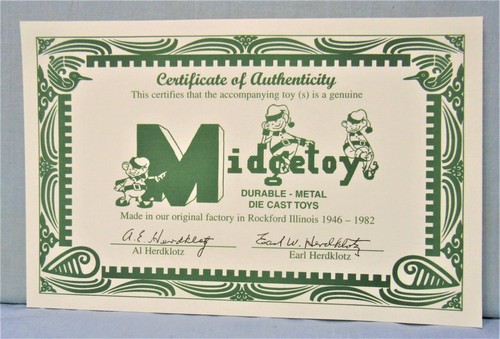 Certificate of Authenticity
This certifies that the accompanying toy (s) is a genuine
Midgetoy
DURABLE - METAL
DIE CAST TOYS
Made in our original factory in Rockford Illinois 1946 – 1982
A.E. Herdklotz Earl W. Herdklotz
Al Herdklotz Earl Herdklotz